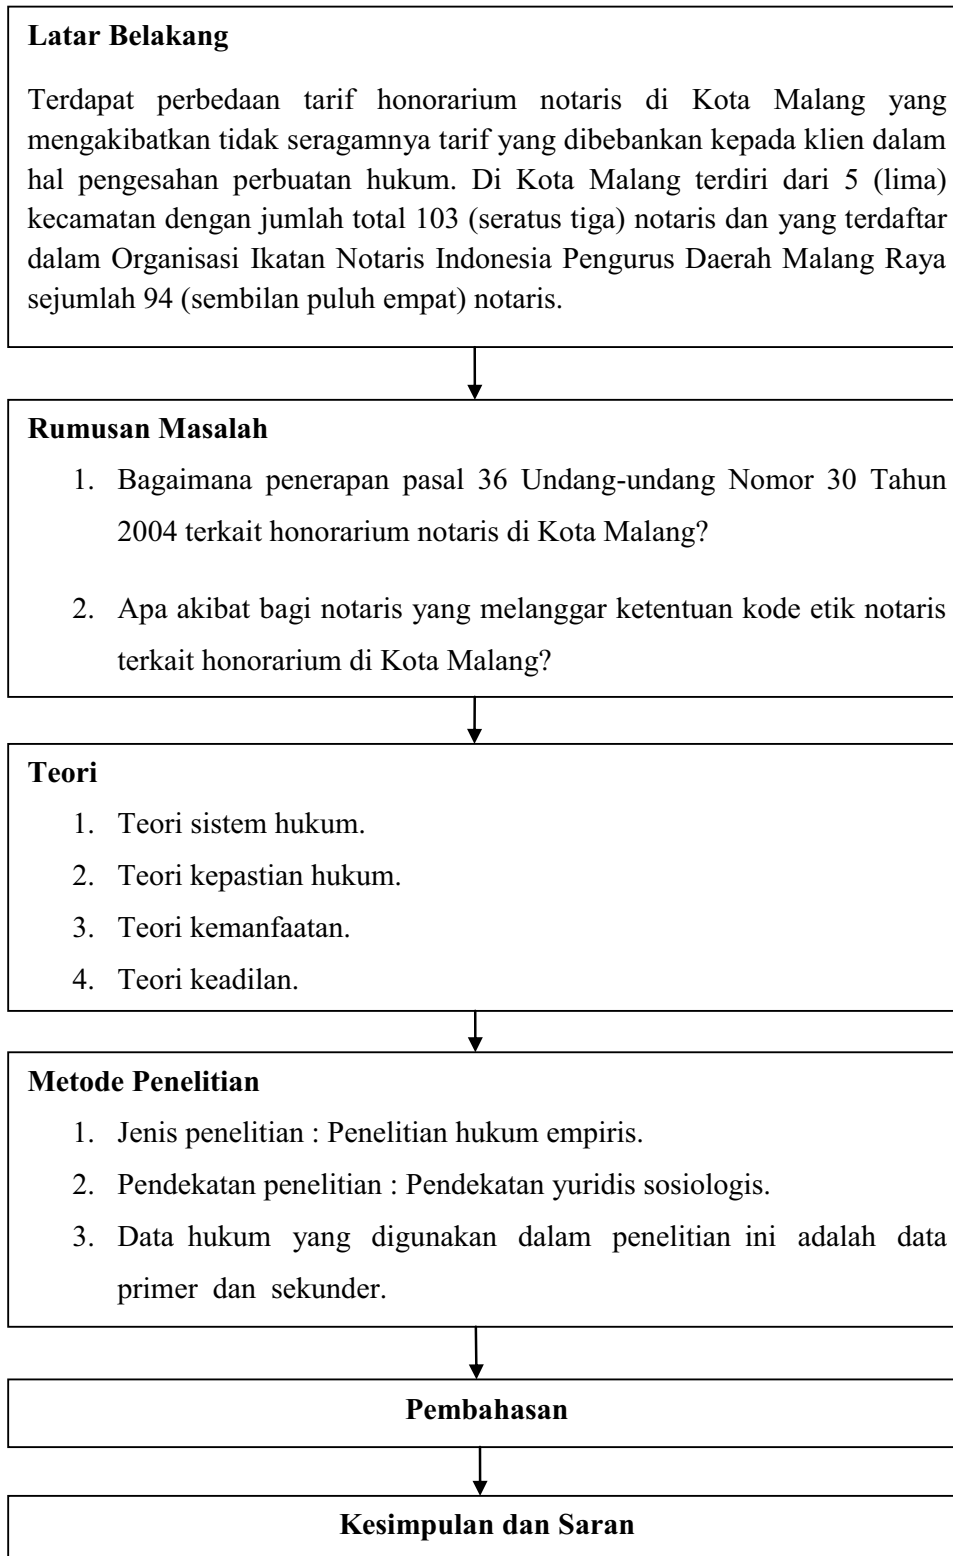 Latar Belakang
Terdapat perbedaan tarif honorarium notaris di Kota Malang yang
mengakibatkan tidak seragamnya tarif yang dibebankan kepada klien dalam
hal pengesahan perbuatan hukum. Di Kota Malang terdiri dari 5 (lima)
kecamatan dengan jumlah total 103 (seratus tiga) notaris dan yang terdaftar
dalam Organisasi Ikatan Notaris Indonesia Pengurus Daerah Malang Raya
sejumlah 94 (sembilan puluh empat) notaris.
Rumusan Masalah
1. Bagaimana penerapan pasal 36 Undang-undang Nomor 30 Tahun
2004 terkait honorarium notaris di Kota Malang?
2. Apa akibat bagi notaris yang melanggar ketentuan kode etik notaris
terkait honorarium di Kota Malang?
Teori
1. Teori sistem hukum.
2. Teori kepastian hukum.
3. Teori kemanfaatan.
4. Teori keadilan.
Metode Penelitian
1. Jenis penelitian : Penelitian hukum empiris.
2. Pendekatan penelitian : Pendekatan yuridis sosiologis.
3. Data hukum yang digunakan dalam penelitian ini adalah data
primer dan sekunder.
Pembahasan
Kesimpulan dan Saran